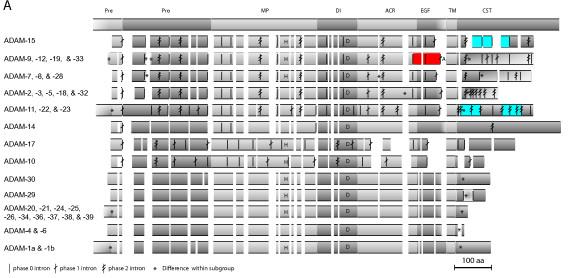 A
Pre Pro MP DI ACR EGF TM CST
ADAM-15 H D
ADAM-9, -12, -19, & -33 H D
ADAM-7, -8, & -28 H D
ADAM-2, -3, -5, -18, & -32 H D
ADAM-11, -22, & -23 H D
ADAM-14 D
ADAM-17 H D
ADAM-10 H D
ADAM-30 H D
ADAM-29 D
ADAM-20, -21, -24, -25,
-26, -34, -36, -37, -38, & -39 H D
ADAM-4 & -6 D
ADAM-1a & -1b H D
phase 0 intron phase 1 intron phase 2 intron * Difference within subgroup
100 aa